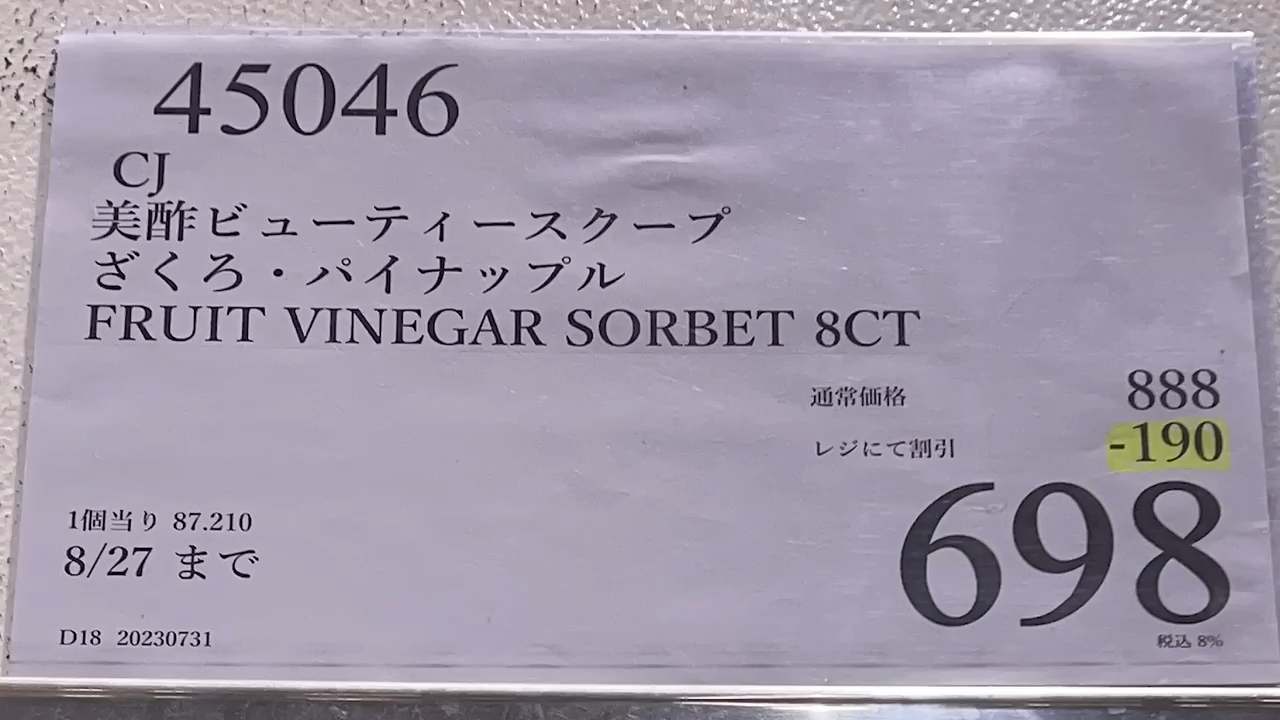 45046
CJ
美酢ビューティースクープ
ざくろ・パイナップル
FRUIT VINEGAR SORBET 8CT
通常価格 888
レジにて割引 -190
698
税込 8%
1個当り 87.210
8/27 まで
D18 20230731